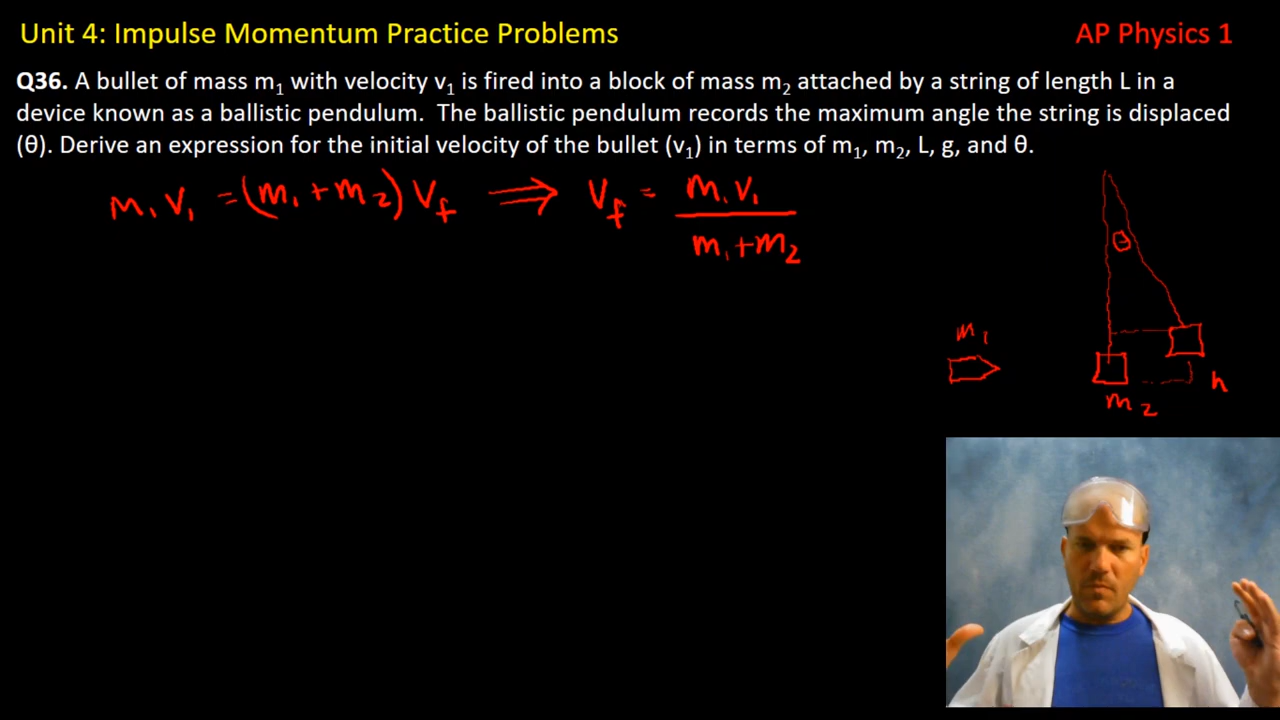 Unit 4: Impulse Momentum Practice Problems
AP Physics 1
Q36. A bullet of mass m₁ with velocity v₁ is fired into a block of mass m₂ attached by a string of length L in a
device known as a ballistic pendulum. The ballistic pendulum records the maximum angle the string is displaced
(θ). Derive an expression for the initial velocity of the bullet (v₁) in terms of m₁, m₂, L, g, and θ.
m₁v₁ = (m₁+m₂)v_f ⟹ v_f = m₁v₁ / m₁+m₂
θ
m₁
h
m₂